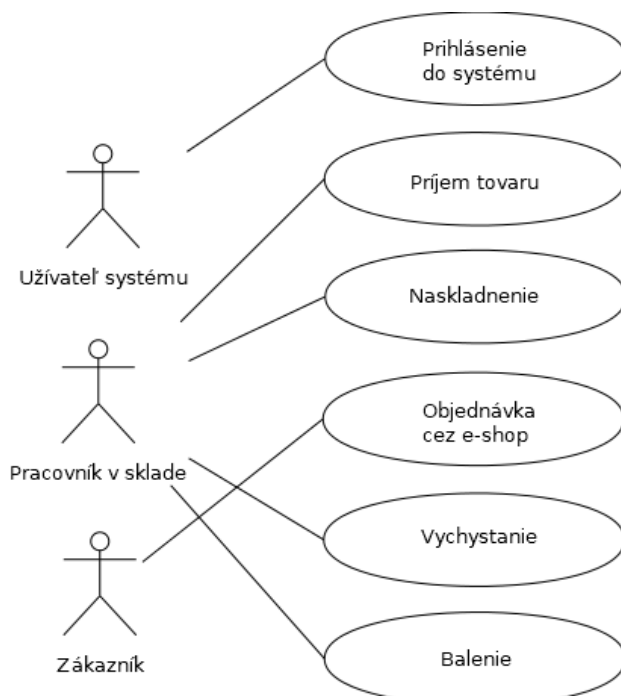 Prihlásenie
do systému
Príjem tovaru
Užívateľ systému
Naskladnenie
Objednávka
cez e-shop
Pracovník v sklade
Vychystanie
Zákazník
Balenie